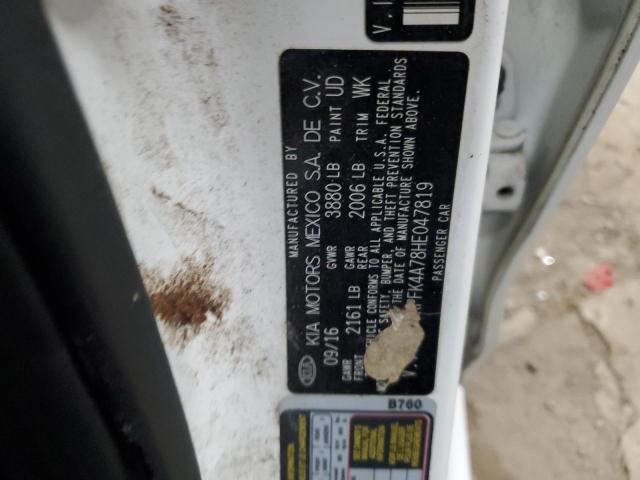 V.I
MANUFACTURED BY
KIA KIA MOTORS MEXICO S.A. DE C.V.
09/16 GVWR 3880 LB PAINT UD
GAWR FRONT 2161 LB GAWR REAR 2006 LB TRIM WK
VEHICLE CONFORMS TO ALL APPLICABLE U.S.A. FEDERAL
SAFETY, BUMPER, AND THEFT PREVENTION STANDARDS
THE DATE OF MANUFACTURE SHOWN ABOVE.
V. FK4A78HE047819
PASSENGER CAR
B760